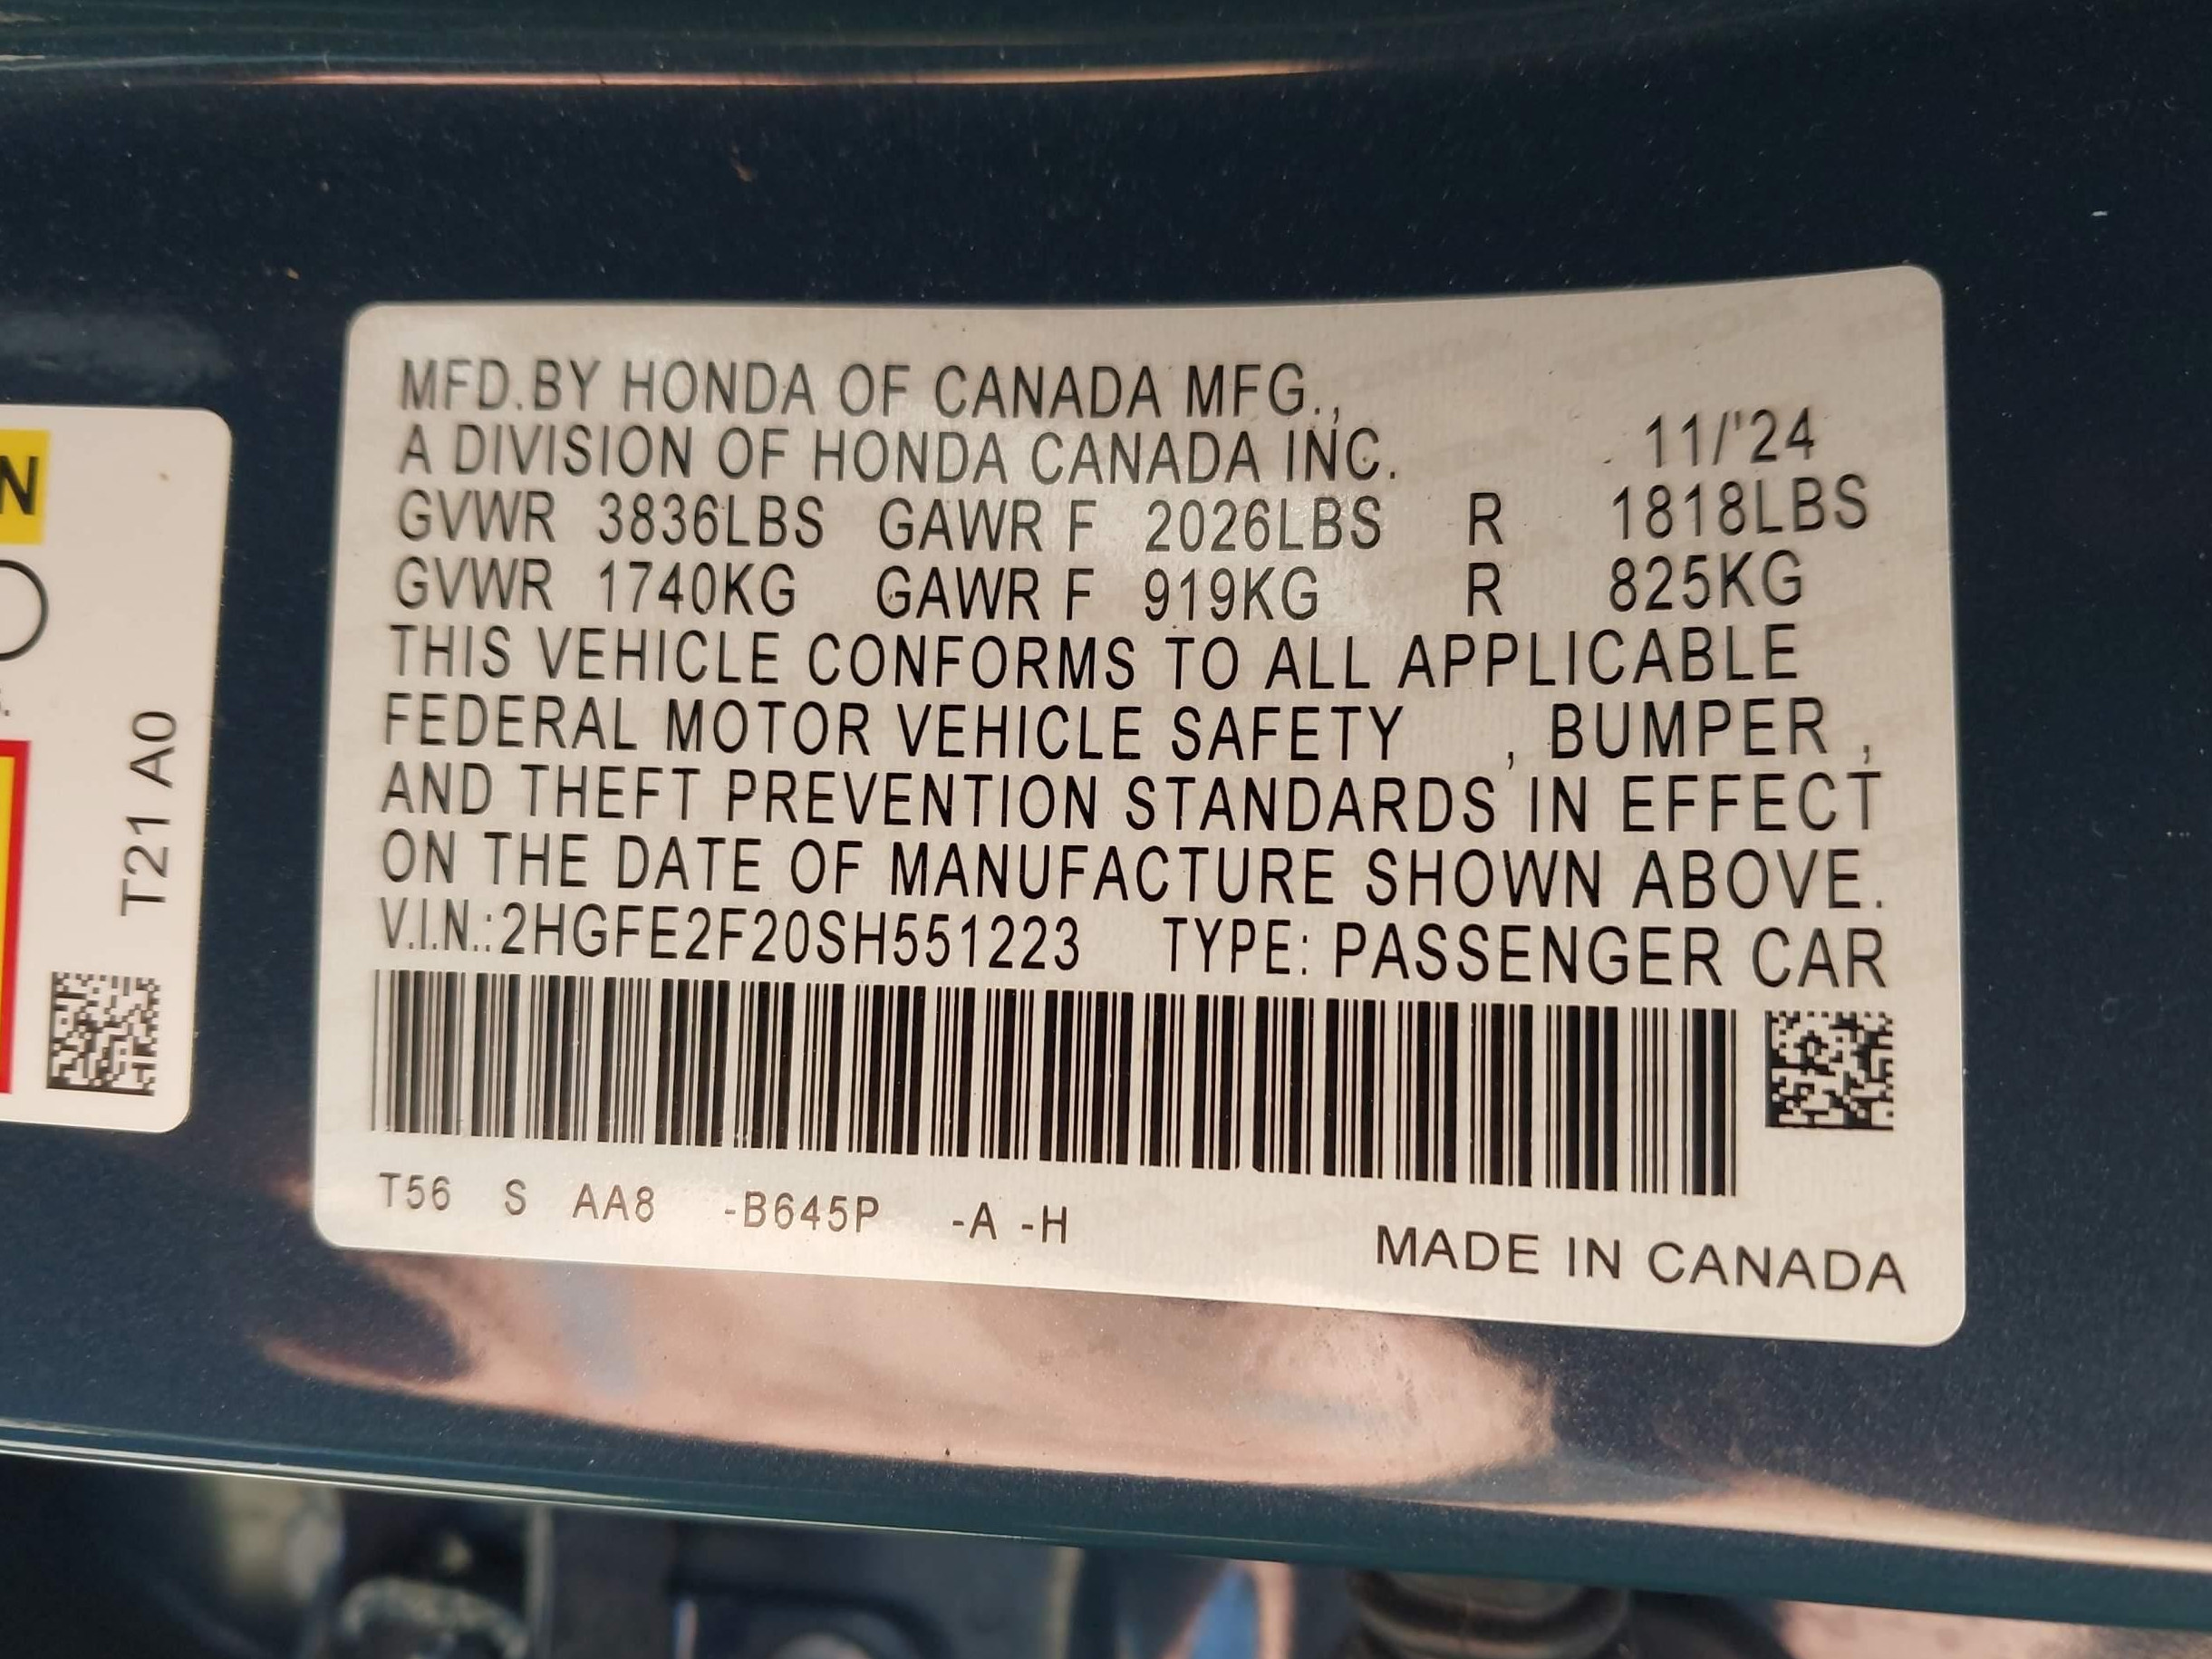 MFD.BY HONDA OF CANADA MFG.,
A DIVISION OF HONDA CANADA INC. 11/'24
GVWR 3836LBS GAWR F 2026LBS R 1818LBS
GVWR 1740KG GAWR F 919KG R 825KG
THIS VEHICLE CONFORMS TO ALL APPLICABLE
FEDERAL MOTOR VEHICLE SAFETY , BUMPER ,
AND THEFT PREVENTION STANDARDS IN EFFECT
ON THE DATE OF MANUFACTURE SHOWN ABOVE.
V.I.N.:2HGFE2F20SH551223 TYPE: PASSENGER CAR
T56 S AA8 -B645P -A -H
MADE IN CANADA
N
T21 A0